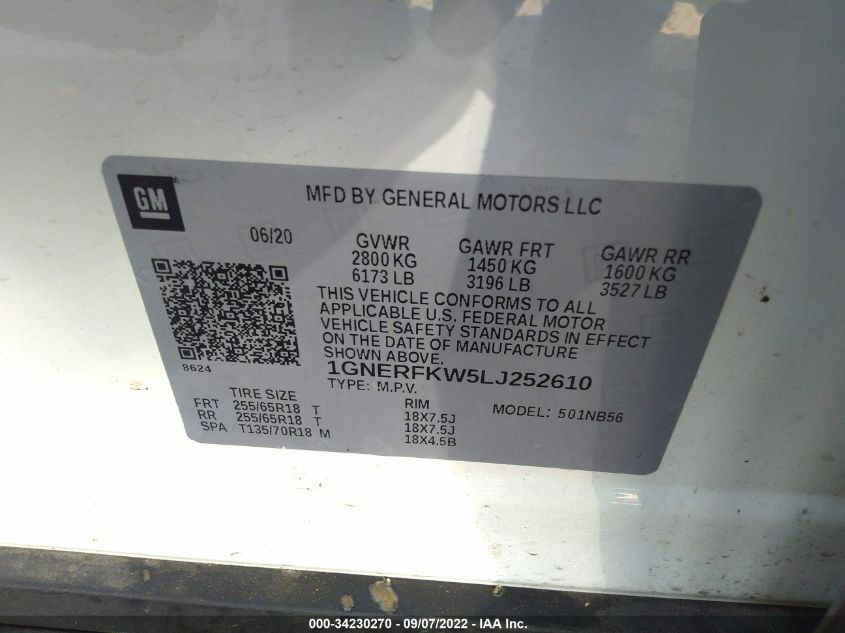 GM
MFD BY GENERAL MOTORS LLC
06/20
GVWR GAWR FRT GAWR RR
2800 KG 1450 KG 1600 KG
6173 LB 3196 LB 3527 LB
THIS VEHICLE CONFORMS TO ALL
APPLICABLE U.S. FEDERAL MOTOR
VEHICLE SAFETY STANDARDS IN EFFECT
ON THE DATE OF MANUFACTURE
SHOWN ABOVE.
8624
1GNERFKW5LJ252610
TYPE: M.P.V.
TIRE SIZE RIM MODEL: 501NB56
FRT 255/65R18 T 18X7.5J
RR 255/65R18 T 18X7.5J
SPA T135/70R18 M 18X4.5B
000-34230270 - 09/07/2022 - IAA Inc.